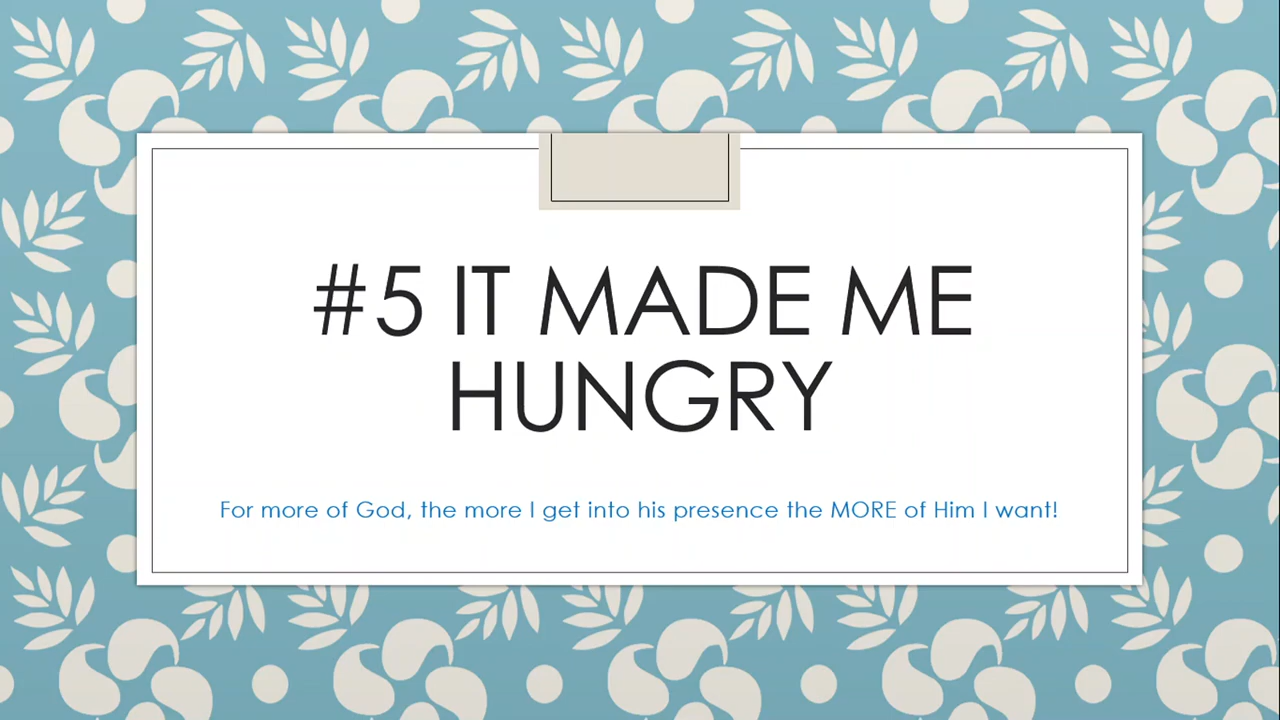 #5 IT MADE ME
HUNGRY
For more of God, the more I get into his presence the MORE of Him I want!